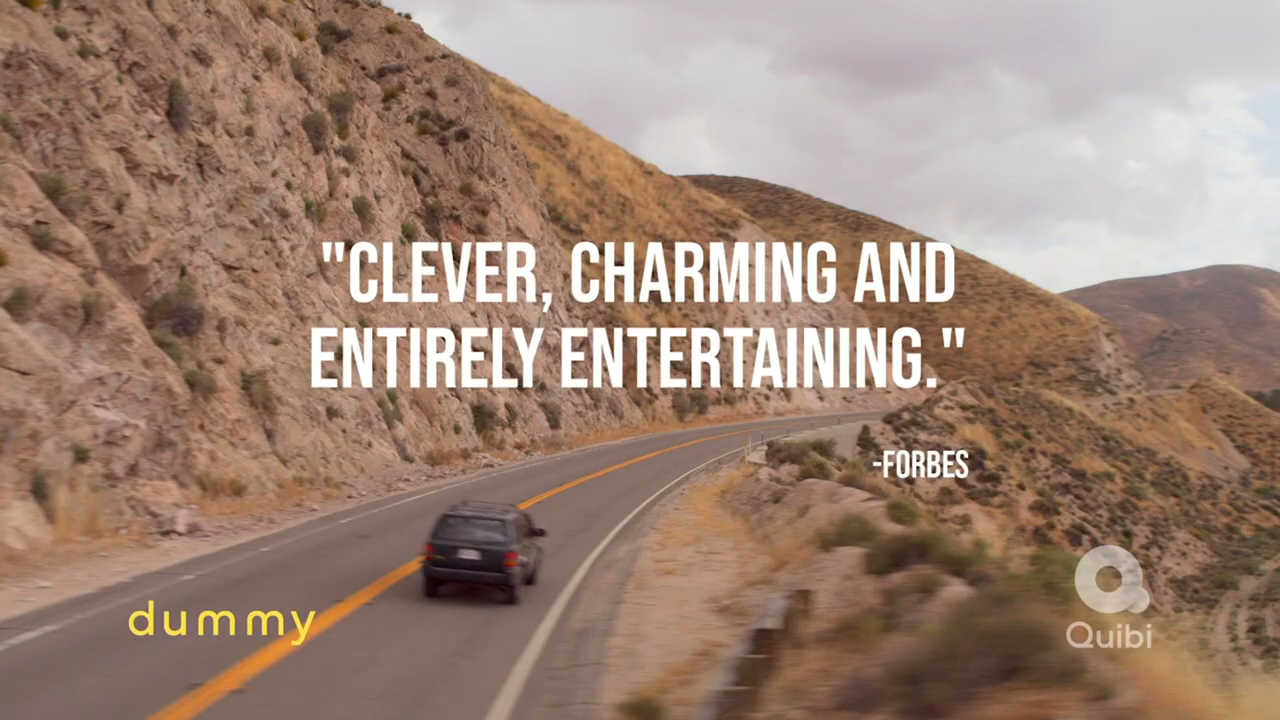 "CLEVER, CHARMING AND
ENTIRELY ENTERTAINING."
-FORBES
dummy
Quibi